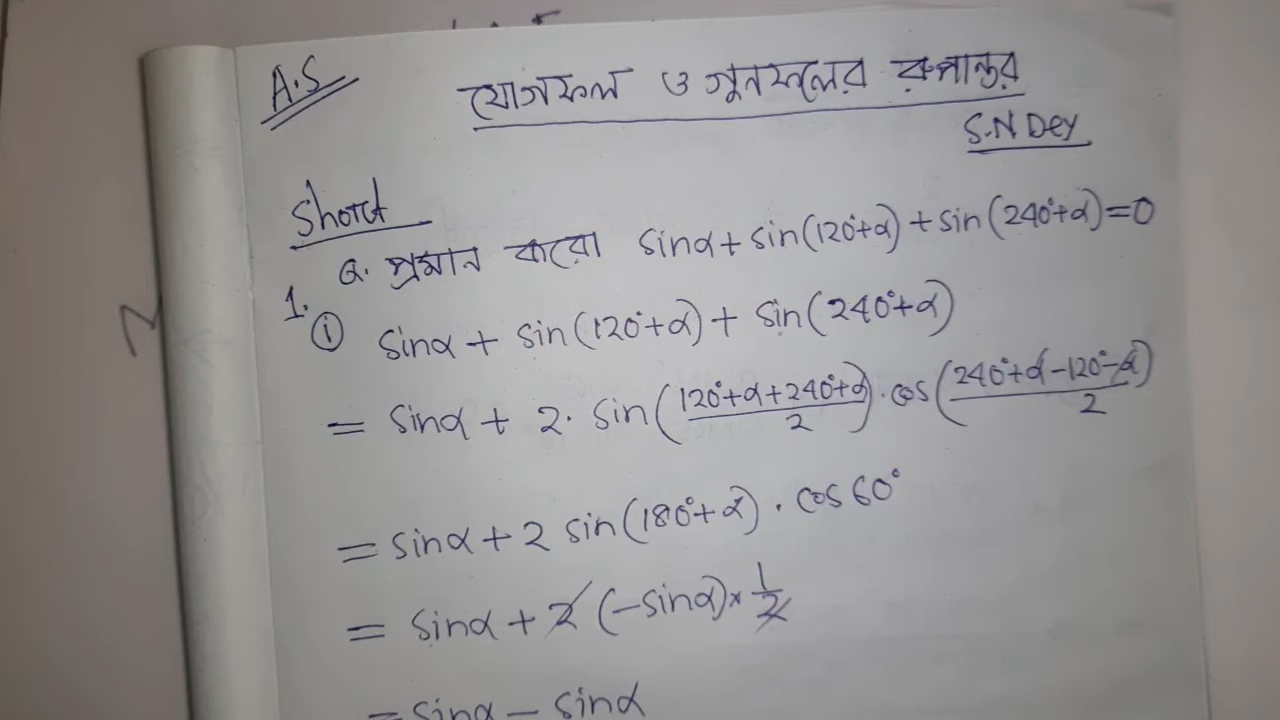 A.S
যোগফল ও গুনফলের রুপান্তর
S.N Dey
Short
1. Q. প্রমান করো sinα + sin(120°+α) + sin(240°+α) = 0
(i) sinα + sin(120°+α) + sin(240°+α)
= sinα + 2. sin((120°+α+240°+α)/2) . cos((240°+α-120°-α)/2)
= sinα + 2 sin(180°+α) . cos 60°
= sinα + 2 (-sinα) × 1/2
= sinα - sinα